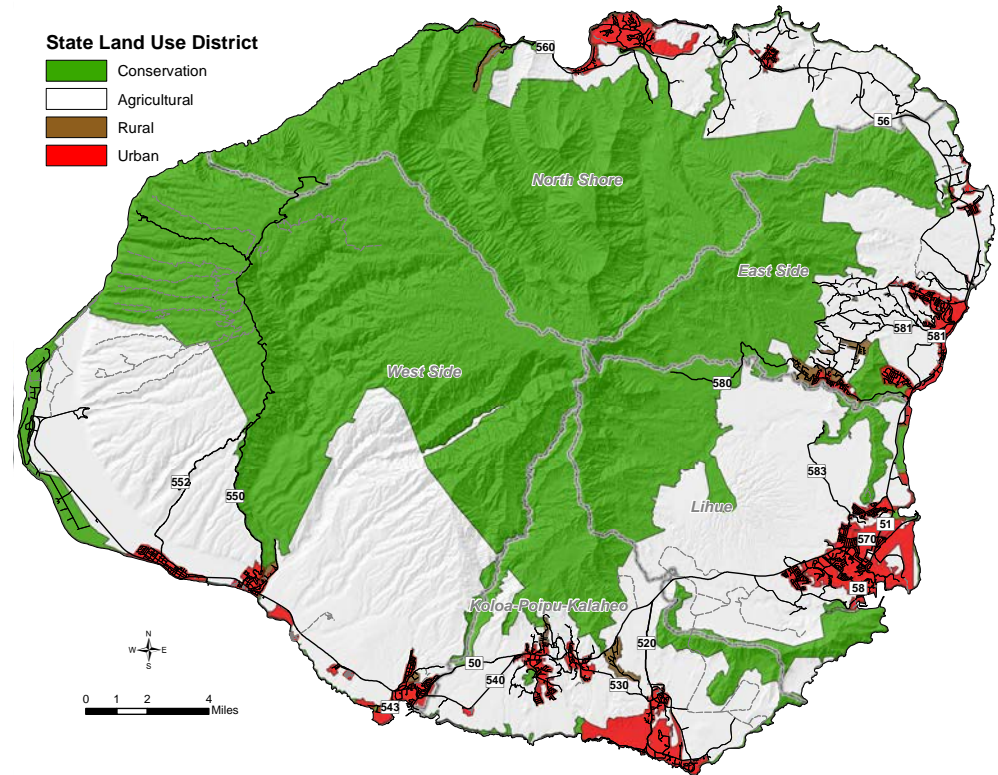 State Land Use District
Conservation
Agricultural
Rural
Urban
560
56
North Shore
East Side
581
581
West Side
580
552
550
583
Lihue
51
570
58
Koloa-Poipu-Kalaheo
520
50
540
530
543
N
W E
S
0 2 4
Miles